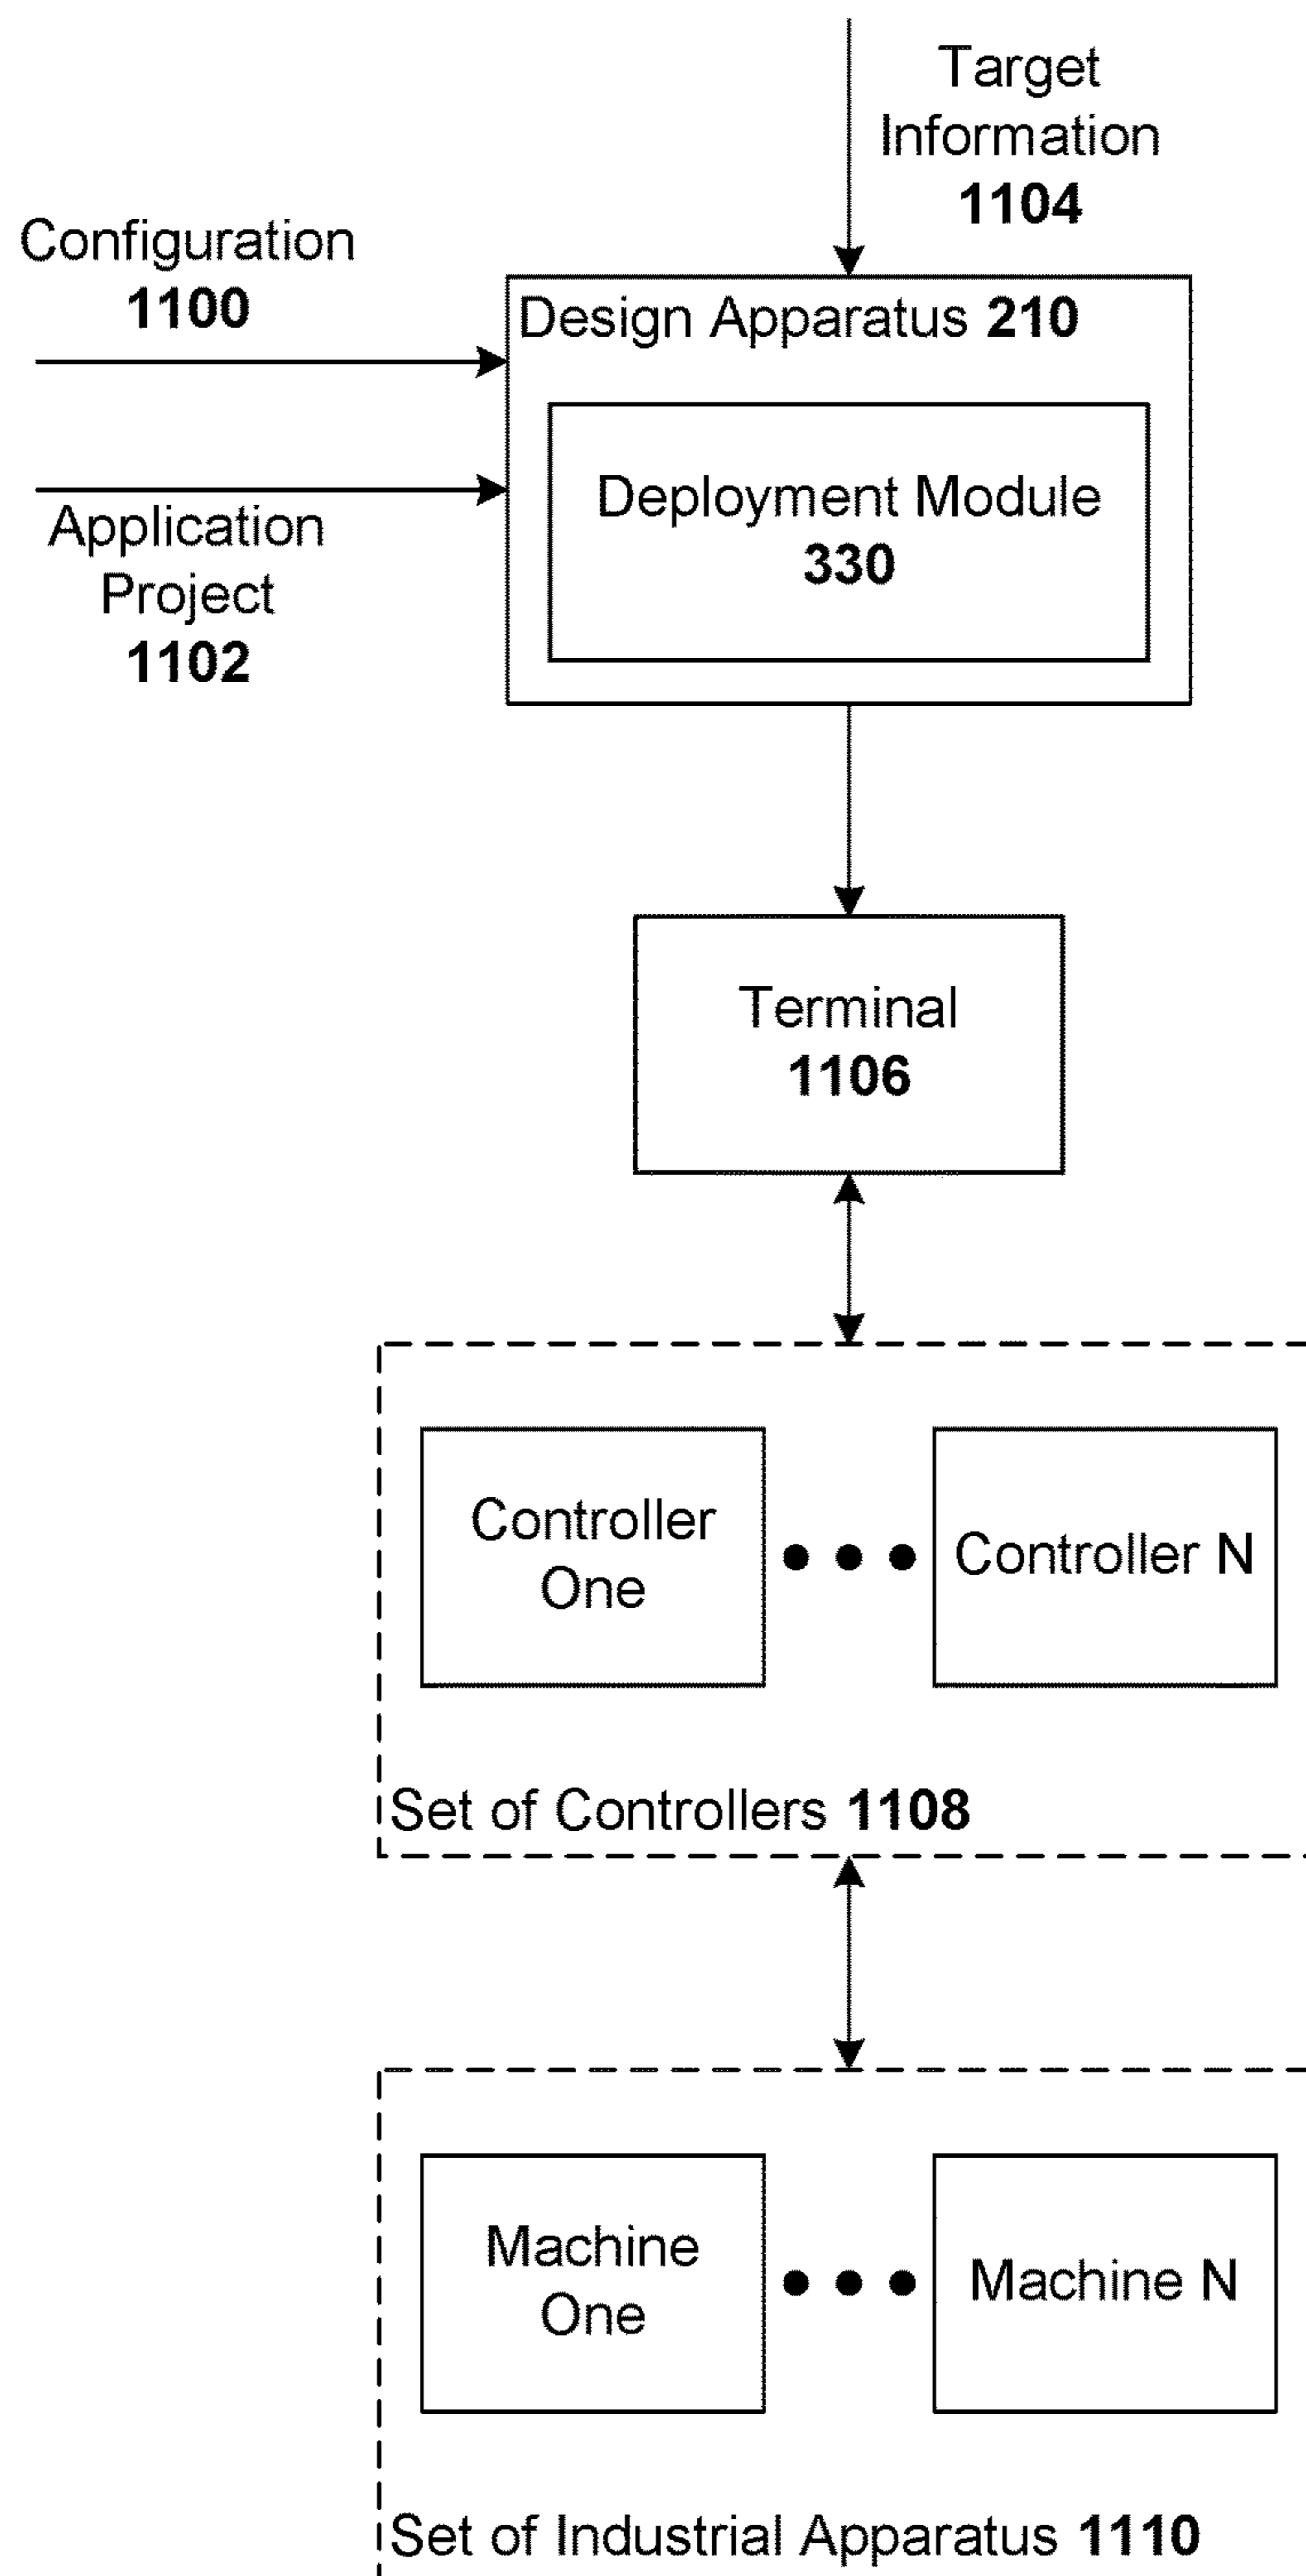 Target
Information
1104
Configuration
1100
Design Apparatus 210
Deployment Module
330
Application
Project
1102
Terminal
1106
Controller
One
Controller N
Set of Controllers 1108
Machine
One
Machine N
Set of Industrial Apparatus 1110